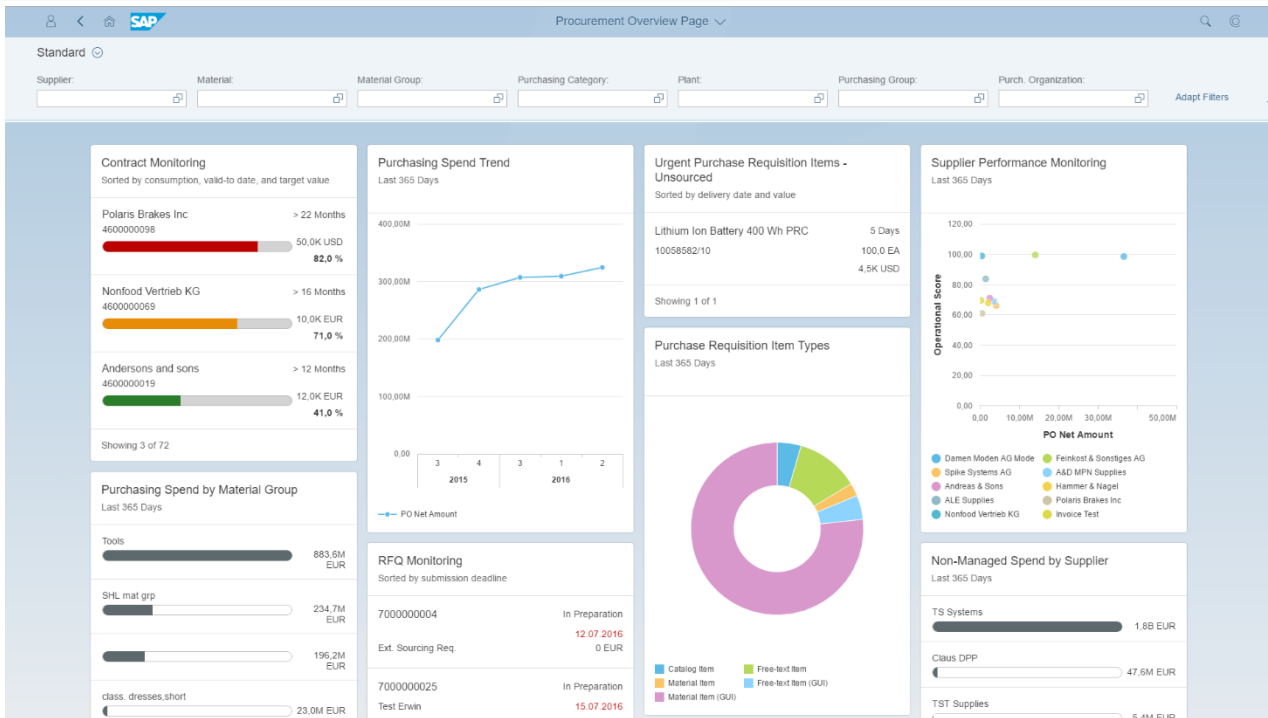 SAP
Procurement Overview Page
Standard
Supplier:
Material:
Material Group:
Purchasing Category:
Plant:
Purchasing Group:
Purch. Organization:
Adapt Filters
Contract Monitoring
Sorted by consumption, valid-to date, and target value
Polaris Brakes Inc > 22 Months
4600000098
50,0K USD
82,0 %
Nonfood Vertrieb KG > 16 Months
4600000069
10,0K EUR
71,0 %
Andersons and sons > 12 Months
4600000019
12,0K EUR
41,0 %
Showing 3 of 72
Purchasing Spend by Material Group
Last 365 Days
Tools
883,6M
EUR
SHL mat grp
234,7M
EUR
196,2M
EUR
class. dresses,short
23,0M EUR
Purchasing Spend Trend
Last 365 Days
400,00M
300,00M
200,00M
100,00M
0,00
3 4 3 1 2
2015 2016
PO Net Amount
RFQ Monitoring
Sorted by submission deadline
7000000004 In Preparation
12.07.2016
Ext. Sourcing Req. 0 EUR
7000000025 In Preparation
Test Erwin 15.07.2016
Urgent Purchase Requisition Items -
Unsourced
Sorted by delivery date and value
Lithium Ion Battery 400 Wh PRC 5 Days
10058582/10 100,0 EA
4,5K USD
Showing 1 of 1
Purchase Requisition Item Types
Last 365 Days
Catalog Item Free-text Item
Material Item Free-text Item (GUI)
Material Item (GUI)
Supplier Performance Monitoring
Last 365 Days
Operational Score
120,00
100,00
80,00
60,00
40,00
20,00
0,00
0,00 10,00M 20,00M 30,00M 50,00M
PO Net Amount
Damen Moden AG Mode Feinkost & Sonstiges AG
Spike Systems AG A&D MPN Supplies
Andreas & Sons Hammer & Nagel
ALE Supplies Polaris Brakes Inc
Nonfood Vertrieb KG Invoice Test
Non-Managed Spend by Supplier
Last 365 Days
TS Systems
1,8B EUR
Claus DPP
47,6M EUR
TST Supplies
5,4M EUR